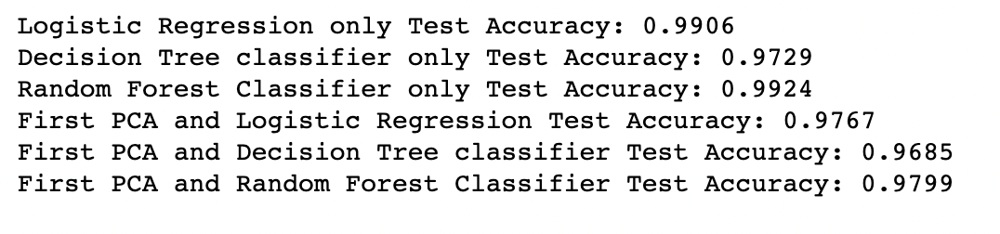 Logistic Regression only Test Accuracy: 0.9906
Decision Tree classifier only Test Accuracy: 0.9729
Random Forest Classifier only Test Accuracy: 0.9924
First PCA and Logistic Regression Test Accuracy: 0.9767
First PCA and Decision Tree classifier Test Accuracy: 0.9685
First PCA and Random Forest Classifier Test Accuracy: 0.9799